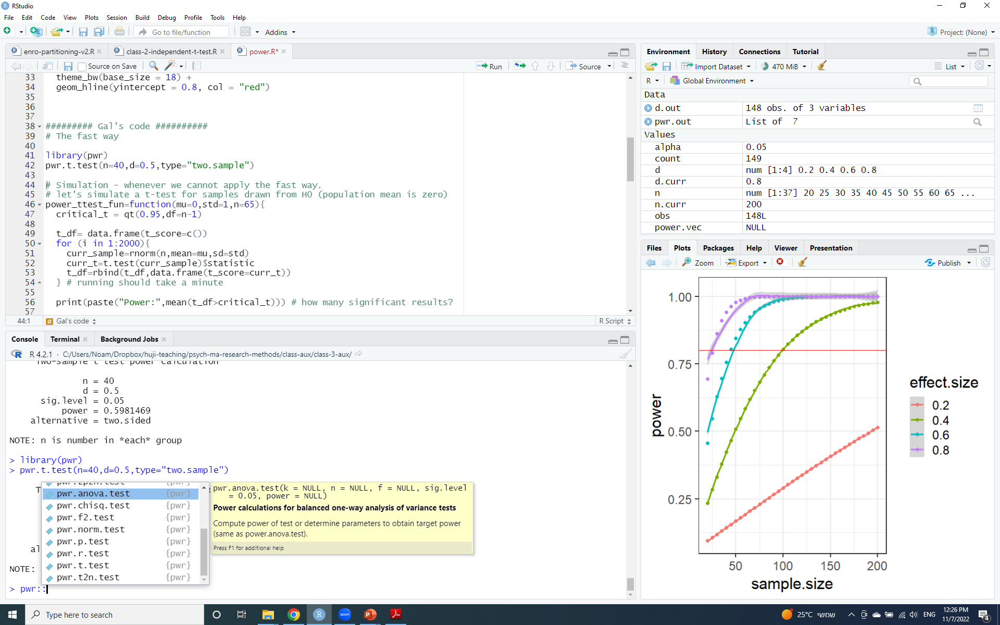 RStudio
File Edit Code View Plots Session Build Debug Profile Tools Help
Go to file/function
Addins
Project: (None)
enro-partitioning-v2.R
class-2-independent-t-test.R
power.R*
Source on Save
Run
Source
33 theme_bw(base_size = 18) +
34 geom_hline(yintercept = 0.8, col = "red")
35
36
37
38 ######### Gal's code ##########
39 # The fast way
40
41 library(pwr)
42 pwr.t.test(n=40,d=0.5,type="two.sample")
43
44 # Simulation - whenever we cannot apply the fast way.
45 # let's simulate a t-test for samples drawn from H0 (population mean is zero)
46 power_ttest_fun=function(mu=0,std=1,n=65){
47 critical_t = qt(0.95,df=n-1)
48
49 t_df= data.frame(t_score=c())
50 for (i in 1:2000){
51 curr_sample=rnorm(n,mean=mu,sd=std)
52 curr_t=t.test(curr_sample)$statistic
53 t_df=rbind(t_df,data.frame(t_score=curr_t))
54 } # running should take a minute
55
56 print(paste("Power:",mean(t_df>critical_t))) # how many significant results?
57
44:1 # Gal's code R Script
Console Terminal Background Jobs
R 4.2.1 · C:/Users/Noam/Dropbox/huji-teaching/psych-ma-research-methods/class-aux/class-3-aux/
Two-sample t test power calculation
n = 40
d = 0.5
sig.level = 0.05
power = 0.5981469
alternative = two.sided
NOTE: n is number in *each* group
> library(pwr)
> pwr.t.test(n=40,d=0.5,type="two.sample")
T
pwr.2p2n.test
pwr.anova.test {pwr}
pwr.chisq.test {pwr}
pwr.f2.test {pwr}
pwr.norm.test {pwr}
pwr.p.test {pwr}
pwr.r.test {pwr}
pwr.t.test {pwr}
pwr.t2n.test {pwr}
pwr.anova.test(k = NULL, n = NULL, f = NULL, sig.level
= 0.05, power = NULL)
Power calculations for balanced one-way analysis of variance tests
Compute power of test or determine parameters to obtain target power
(same as power.anova.test).
Press F1 for additional help
al
NOTE:
> pwr::
Environment History Connections Tutorial
Import Dataset 470 MiB List
R Global Environment
Data
d.out 148 obs. of 3 variables
pwr.out List of 7
Values
alpha 0.05
count 149
d num [1:4] 0.2 0.4 0.6 0.8
d.curr 0.8
n num [1:37] 20 25 30 35 40 45 50 55 60 65 ...
n.curr 200
obs 148L
power.vec NULL
Files Plots Packages Help Viewer Presentation
Zoom Export Publish
1.00
0.75
0.50
0.25
power
50 100 150 200
sample.size
effect.size
0.2
0.4
0.6
0.8
Type here to search
zoom
25°C שמשי
ENG
12:26 PM
11/7/2022
4